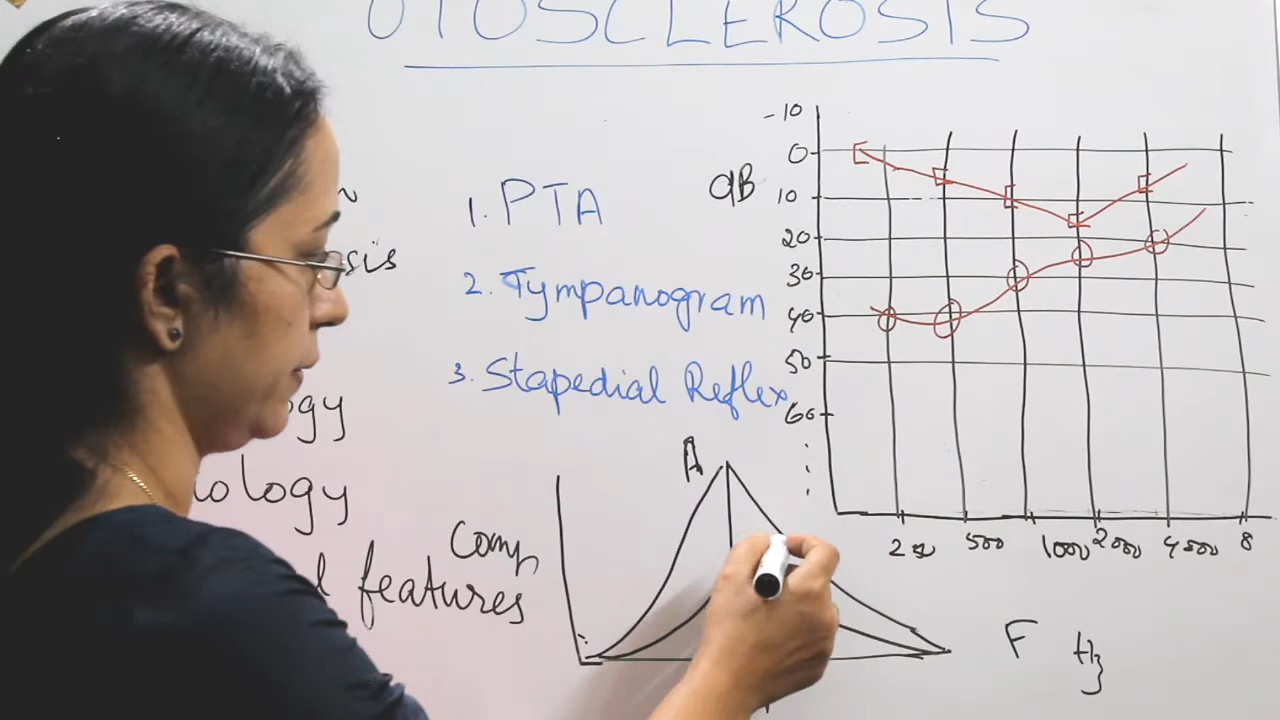 OTOSCLEROSIS
osis
ogy
ology
features
1. PTA
2. Tympanogram
3. Stapedial Reflex
dB
-10
0
10
20
30
40
50
60
500
1000
2000
4000
8
F Hz
A
Comp